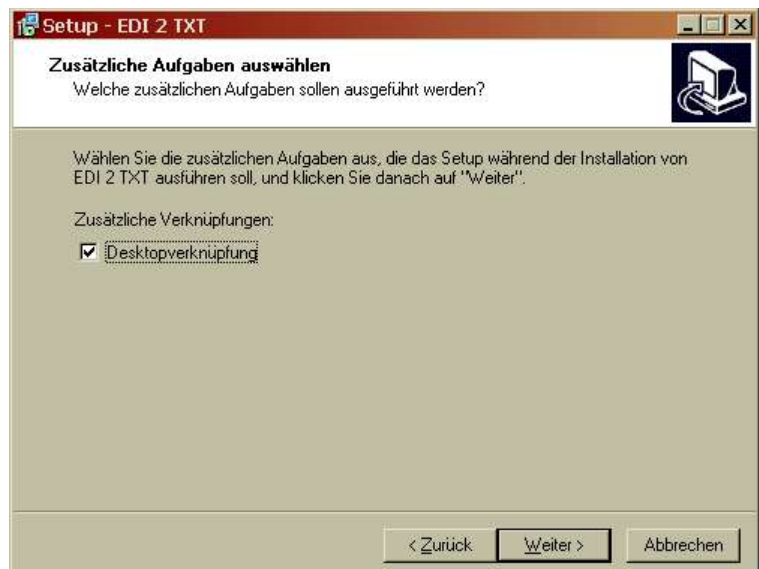 Setup - EDI 2 TXT
Zusätzliche Aufgaben auswählen
Welche zusätzlichen Aufgaben sollen ausgeführt werden?
Wählen Sie die zusätzlichen Aufgaben aus, die das Setup während der Installation von
EDI 2 TXT ausführen soll, und klicken Sie danach auf "Weiter".
Zusätzliche Verknüpfungen:
Desktopverknüpfung
< Zurück Weiter > Abbrechen